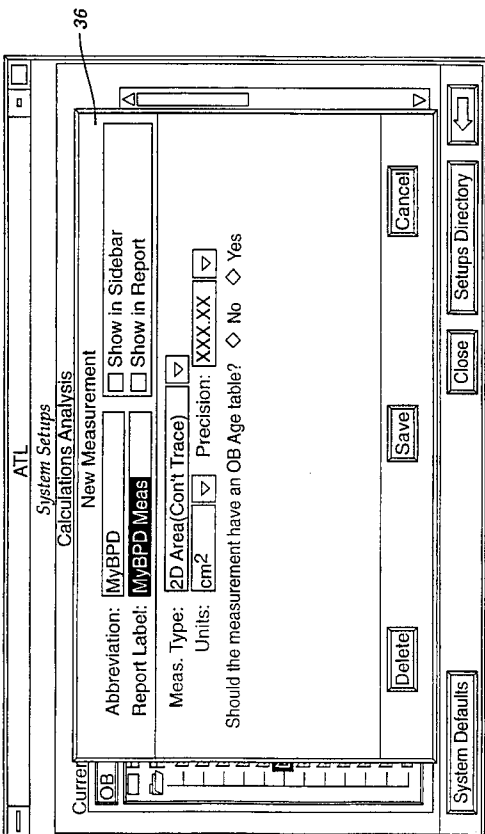 36
ATL
System Setups
Calculations Analysis
Curren
OB
New Measurement
Abbreviation: MyBPD
Show in Sidebar
Report Label: MyBPD Meas
Show in Report
Meas. Type: 2D Area(Con't Trace)
Units: cm2 Precision: XXX.XX
Should the measurement have an OB Age table? No Yes
Delete Save Cancel
System Defaults Close Setups Directory